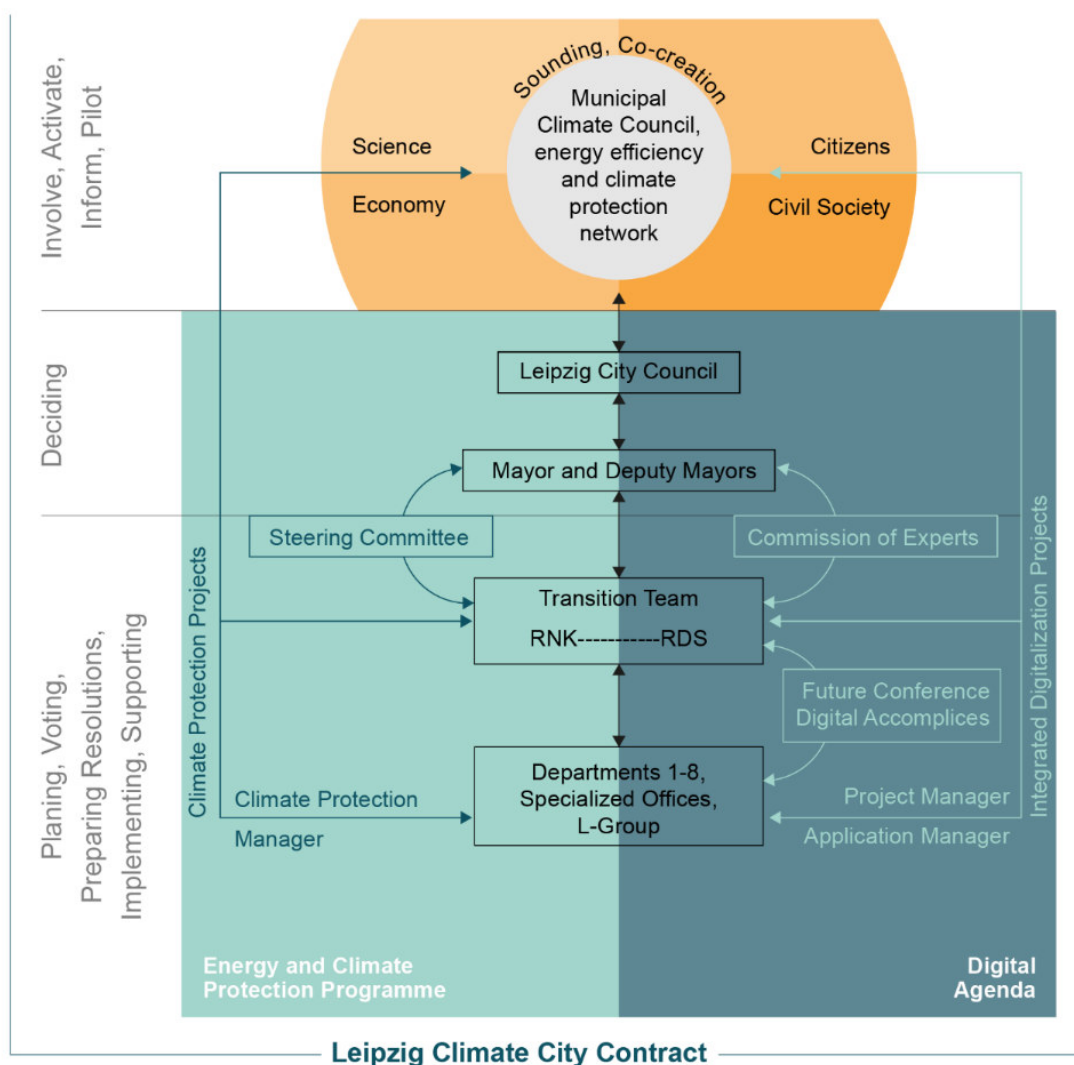 Involve, Activate,
Inform, Pilot
Sounding, Co-creation
Municipal
Climate Council,
energy efficiency
and climate
protection
network
Science
Economy
Citizens
Civil Society
Deciding
Leipzig City Council
Mayor and Deputy Mayors
Steering Committee
Commission of Experts
Planing, Voting,
Preparing Resolutions,
Implementing, Supporting
Climate Protection Projects
Transition Team
RNK-----------RDS
Integrated Digitalization Projects
Future Conference
Digital Accomplices
Departments 1-8,
Specialized Offices,
L-Group
Climate Protection
Manager
Project Manager
Application Manager
Energy and Climate
Protection Programme
Digital
Agenda
Leipzig Climate City Contract